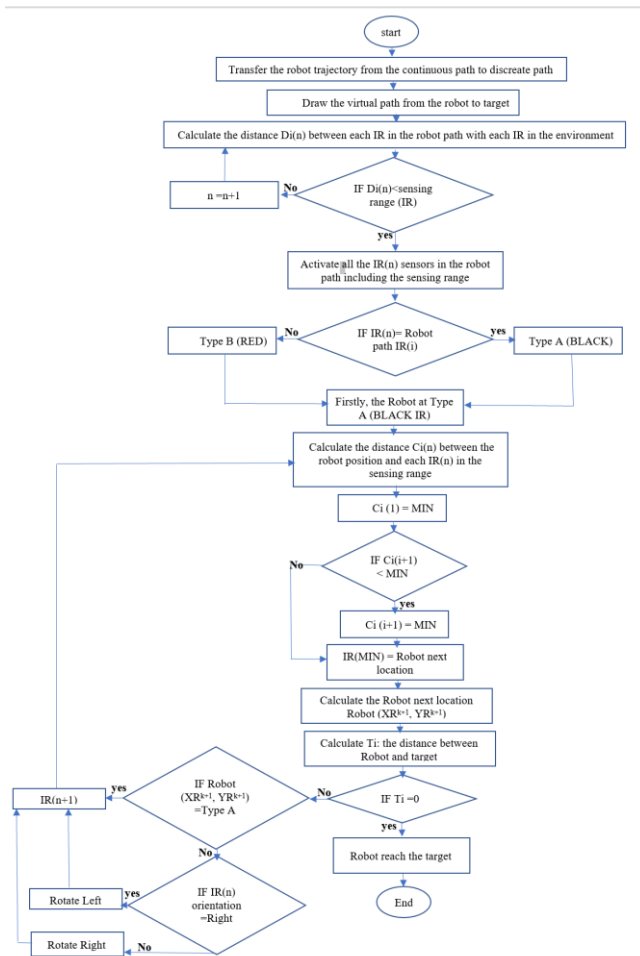 start
Transfer the robot trajectory from the continuous path to discreate path
Draw the virtual path from the robot to target
Calculate the distance Di(n) between each IR in the robot path with each IR in the environment
n =n+1
No
IF Di(n)<sensing
range (IR)
yes
Activate all the IR(n) sensors in the robot
path including the sensing range
Type B (RED)
No
IF IR(n)= Robot
path IR(i)
yes
Type A (BLACK)
Firstly, the Robot at Type
A (BLACK IR)
Calculate the distance Ci(n) between the
robot position and each IR(n) in the
sensing range
Ci (1) = MIN
No
IF Ci(i+1)
< MIN
yes
Ci (i+1) = MIN
IR(MIN) = Robot next
location
Calculate the Robot next location
Robot (XRᵏ⁺¹, YRᵏ⁺¹)
Calculate Ti: the distance between
Robot and target
IR(n+1)
yes
IF Robot
(XRᵏ⁺¹, YRᵏ⁺¹)
=Type A
No
IF Ti =0
yes
Robot reach the target
No
Rotate Left
yes
IF IR(n)
orientation
=Right
End
Rotate Right
No